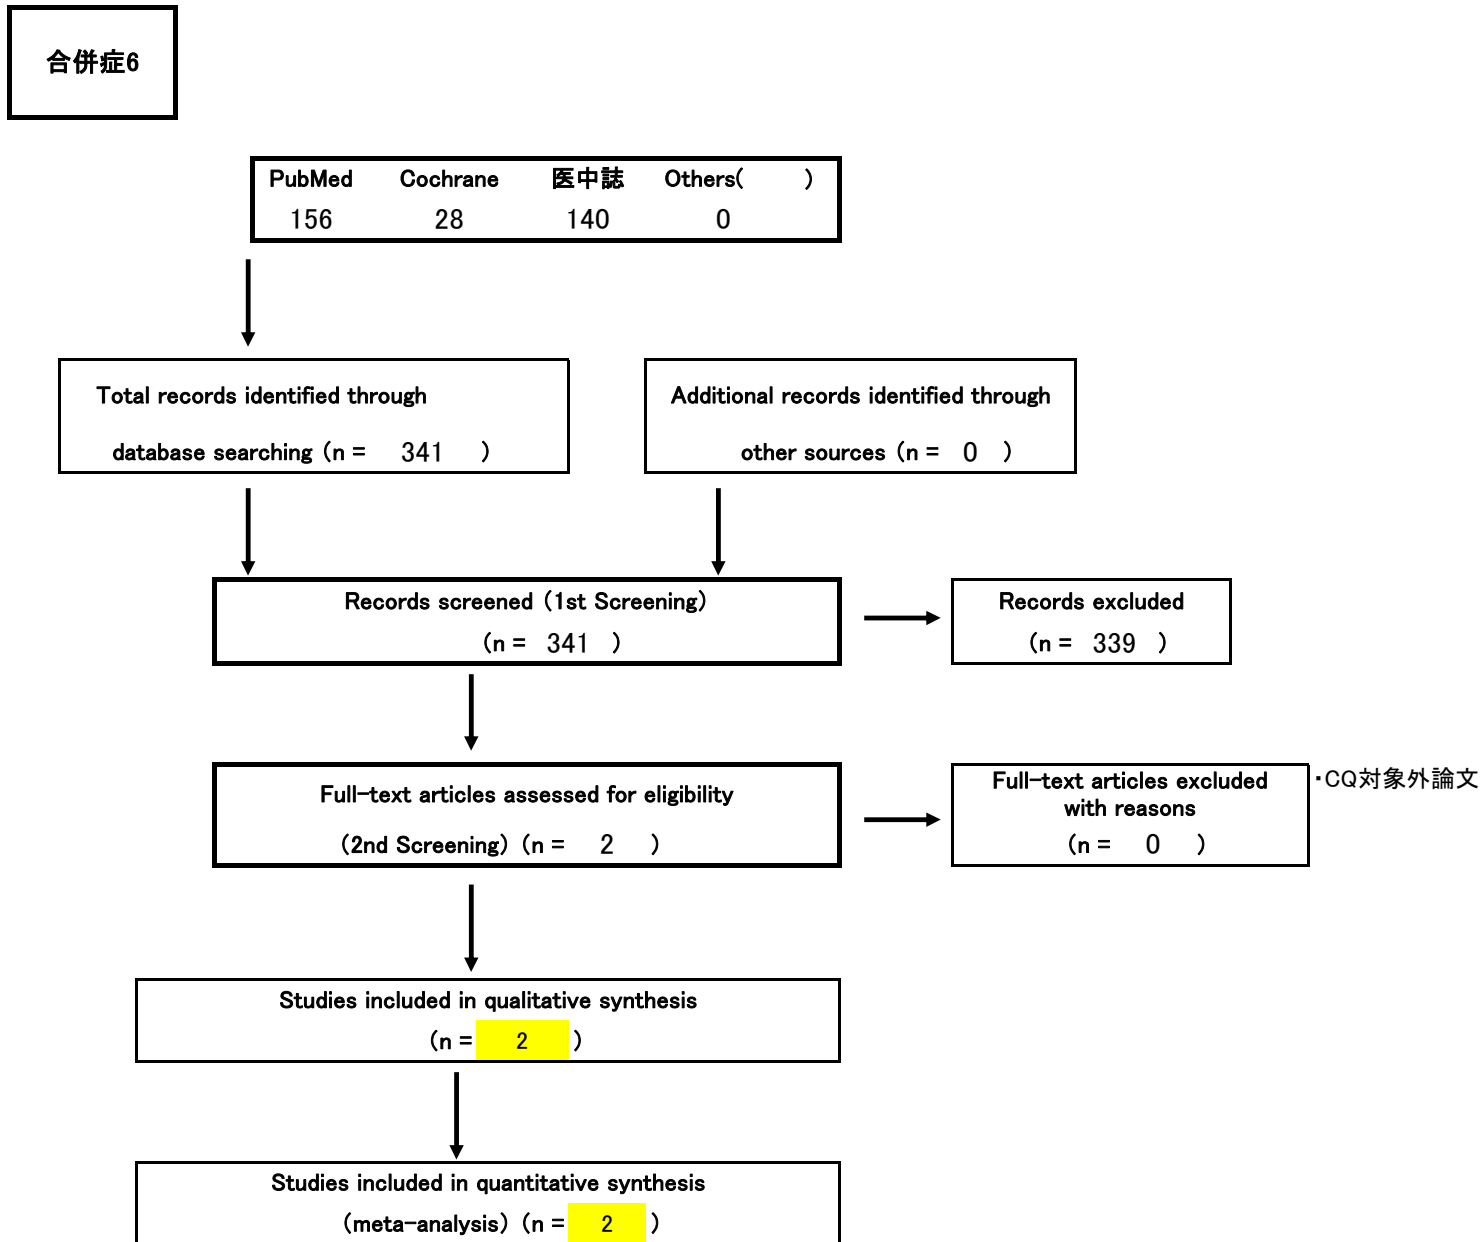 合併症6
PubMed Cochrane 医中誌 Others( )
156 28 140 0
Total records identified through
database searching (n = 341 )
Additional records identified through
other sources (n = 0 )
Records screened (1st Screening)
(n = 341 )
Records excluded
(n = 339 )
Full-text articles assessed for eligibility
(2nd Screening) (n = 2 )
Full-text articles excluded
with reasons
(n = 0 )
・CQ対象外論文
Studies included in qualitative synthesis
(n = 2 )
Studies included in quantitative synthesis
(meta-analysis) (n = 2 )